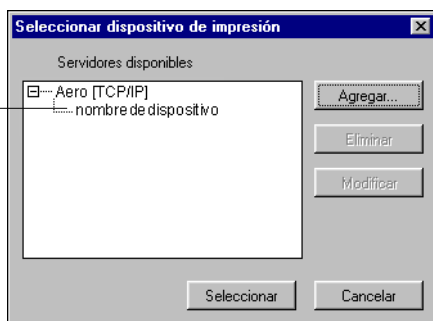 Seleccionar dispositivo de impresión
Servidores disponibles
Aero [TCP/IP]
nombre de dispositivo
Agregar...
Eliminar
Modificar
Seleccionar
Cancelar